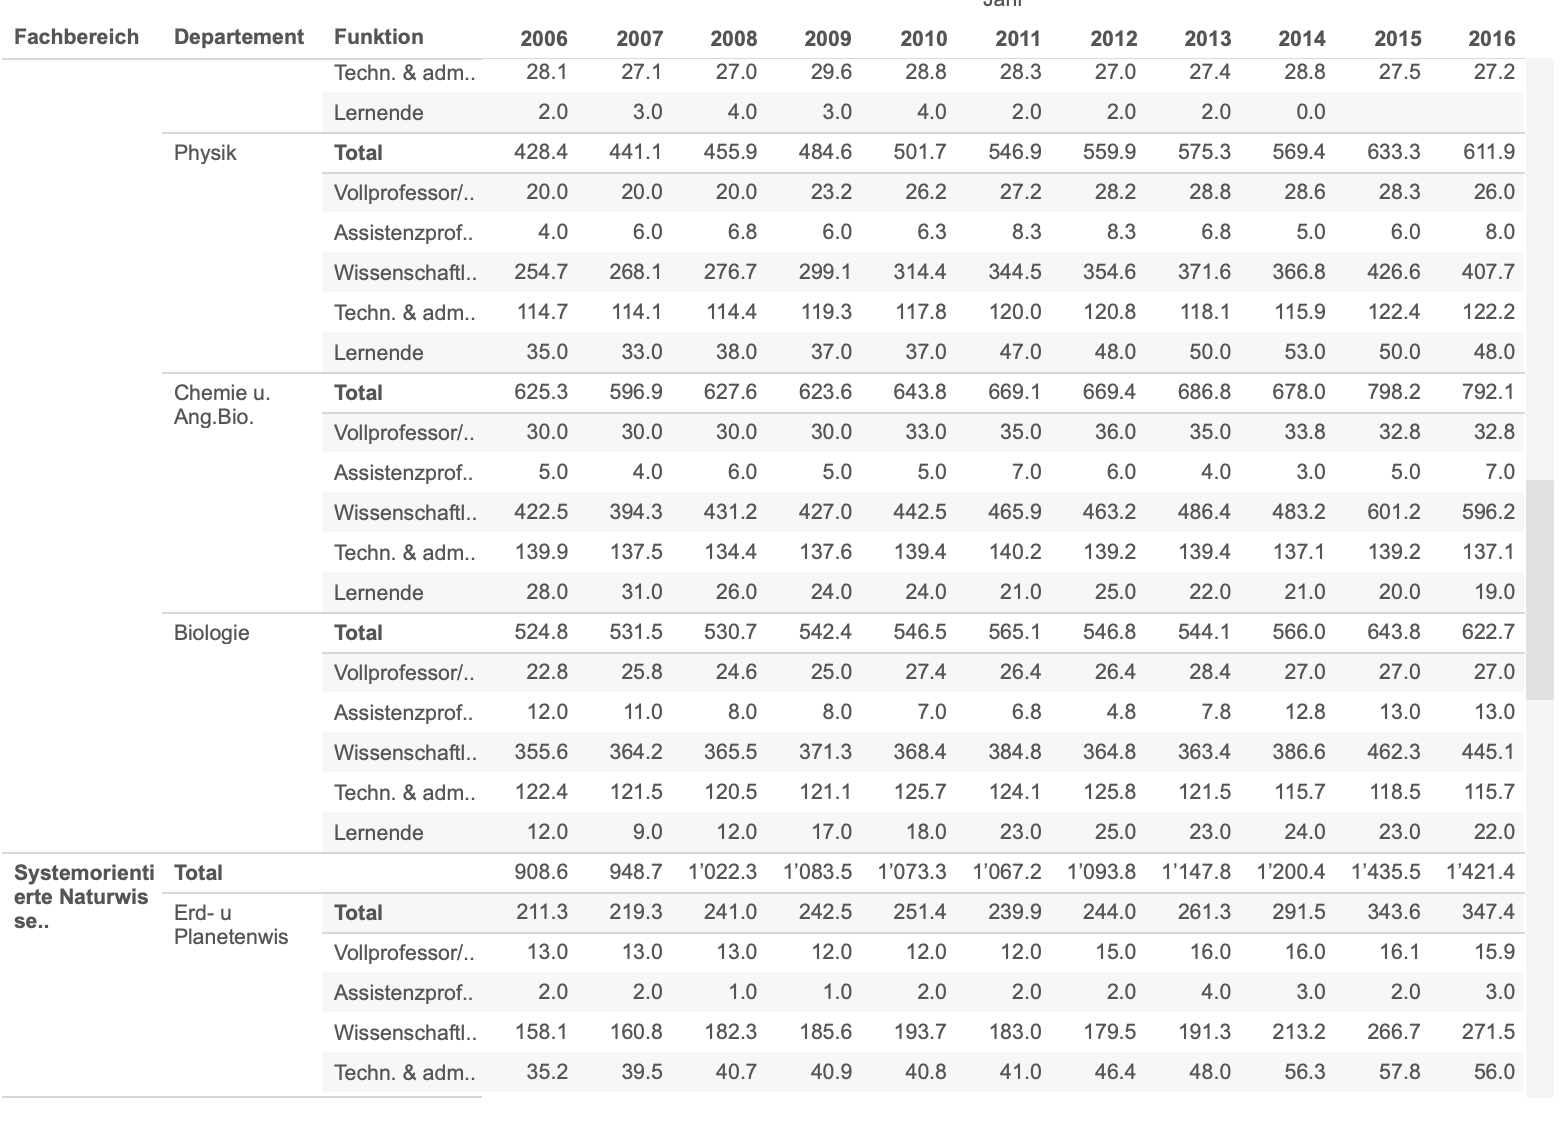 Jahr
Fachbereich Departement Funktion 2006 2007 2008 2009 2010 2011 2012 2013 2014 2015 2016
Techn. & adm.. 28.1 27.1 27.0 29.6 28.8 28.3 27.0 27.4 28.8 27.5 27.2
Lernende 2.0 3.0 4.0 3.0 4.0 2.0 2.0 2.0 0.0
Physik Total 428.4 441.1 455.9 484.6 501.7 546.9 559.9 575.3 569.4 633.3 611.9
Vollprofessor/.. 20.0 20.0 20.0 23.2 26.2 27.2 28.2 28.8 28.6 28.3 26.0
Assistenzprof.. 4.0 6.0 6.8 6.0 6.3 8.3 8.3 6.8 5.0 6.0 8.0
Wissenschaftl.. 254.7 268.1 276.7 299.1 314.4 344.5 354.6 371.6 366.8 426.6 407.7
Techn. & adm.. 114.7 114.1 114.4 119.3 117.8 120.0 120.8 118.1 115.9 122.4 122.2
Lernende 35.0 33.0 38.0 37.0 37.0 47.0 48.0 50.0 53.0 50.0 48.0
Chemie u. Total 625.3 596.9 627.6 623.6 643.8 669.1 669.4 686.8 678.0 798.2 792.1
Ang.Bio.
Vollprofessor/.. 30.0 30.0 30.0 30.0 33.0 35.0 36.0 35.0 33.8 32.8 32.8
Assistenzprof.. 5.0 4.0 6.0 5.0 5.0 7.0 6.0 4.0 3.0 5.0 7.0
Wissenschaftl.. 422.5 394.3 431.2 427.0 442.5 465.9 463.2 486.4 483.2 601.2 596.2
Techn. & adm.. 139.9 137.5 134.4 137.6 139.4 140.2 139.2 139.4 137.1 139.2 137.1
Lernende 28.0 31.0 26.0 24.0 24.0 21.0 25.0 22.0 21.0 20.0 19.0
Biologie Total 524.8 531.5 530.7 542.4 546.5 565.1 546.8 544.1 566.0 643.8 622.7
Vollprofessor/.. 22.8 25.8 24.6 25.0 27.4 26.4 26.4 28.4 27.0 27.0 27.0
Assistenzprof.. 12.0 11.0 8.0 8.0 7.0 6.8 4.8 7.8 12.8 13.0 13.0
Wissenschaftl.. 355.6 364.2 365.5 371.3 368.4 384.8 364.8 363.4 386.6 462.3 445.1
Techn. & adm.. 122.4 121.5 120.5 121.1 125.7 124.1 125.8 121.5 115.7 118.5 115.7
Lernende 12.0 9.0 12.0 17.0 18.0 23.0 25.0 23.0 24.0 23.0 22.0
Systemorienti Total 908.6 948.7 1’022.3 1’083.5 1’073.3 1’067.2 1’093.8 1’147.8 1’200.4 1’435.5 1’421.4
erte Naturwis
se..
Erd- u Total 211.3 219.3 241.0 242.5 251.4 239.9 244.0 261.3 291.5 343.6 347.4
Planetenwis
Vollprofessor/.. 13.0 13.0 13.0 12.0 12.0 12.0 15.0 16.0 16.0 16.1 15.9
Assistenzprof.. 2.0 2.0 1.0 1.0 2.0 2.0 2.0 4.0 3.0 2.0 3.0
Wissenschaftl.. 158.1 160.8 182.3 185.6 193.7 183.0 179.5 191.3 213.2 266.7 271.5
Techn. & adm.. 35.2 39.5 40.7 40.9 40.8 41.0 46.4 48.0 56.3 57.8 56.0